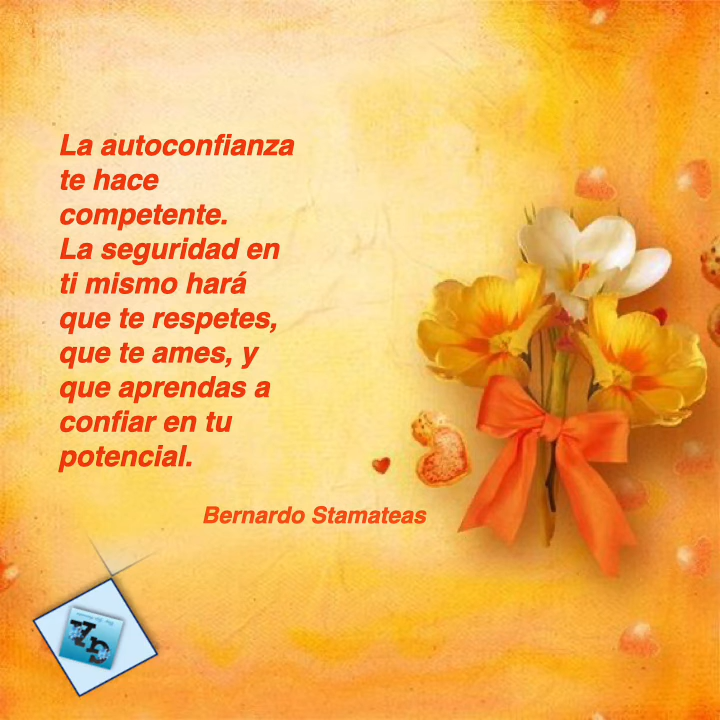 La autoconfianza
te hace
competente.
La seguridad en
ti mismo hará
que te respetes,
que te ames, y
que aprendas a
confiar en tu
potencial.
Bernardo Stamateas